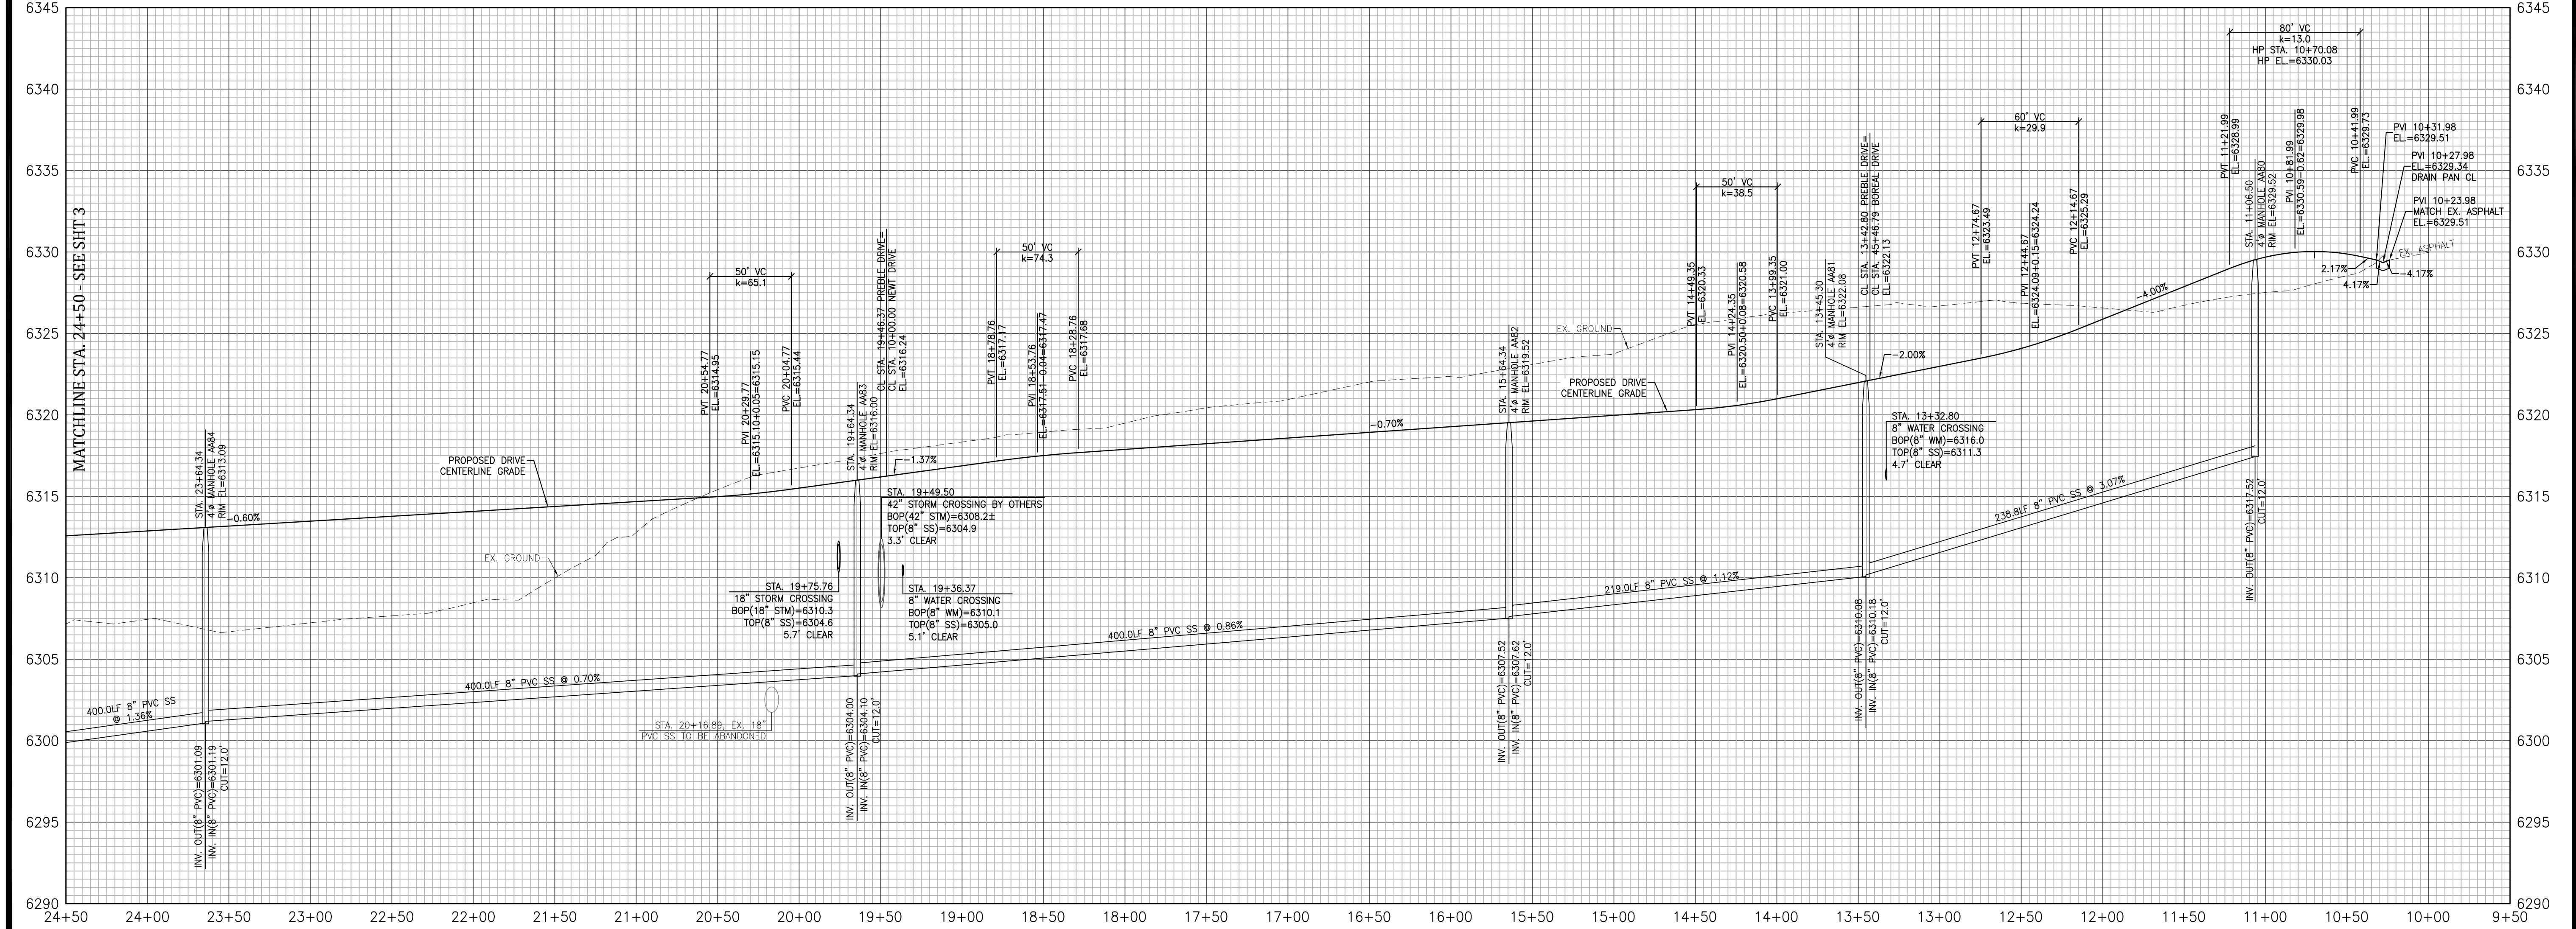 6345
6340
6335
6330
6325
6320
6315
6310
6305
6300
6295
6290
MATCHLINE STA. 24+50 - SEE SHT 3
STA. 23+64.34
4'ø MANHOLE AA84
RIM EL=6313.09
-0.60%
400.0LF 8" PVC SS
@ 1.36%
INV. OUT(8" PVC)=6301.09
INV. IN(8" PVC)=6301.19
CUT=12.0'
PROPOSED DRIVE
CENTERLINE GRADE
EX. GROUND
400.0LF 8" PVC SS @ 0.70%
50' VC
k=65.1
PVT 20+54.77
EL.=6314.95
PVI 20+29.77
EL.=6315.10+0.05=6315.15
PVC 20+04.77
EL.=6315.44
STA. 20+16.89, EX. 18"
PVC SS TO BE ABANDONED
STA. 19+64.34
4'ø MANHOLE AA83
RIM EL=6316.00
CL STA. 19+46.37 PREBLE DRIVE=
CL STA. 10+00.00 NEWT DRIVE
EL.=6316.24
-1.37%
STA. 19+49.50
42" STORM CROSSING BY OTHERS
BOP(42" STM)=6308.2±
TOP(8" SS)=6304.9
3.3' CLEAR
STA. 19+75.76
18" STORM CROSSING
BOP(18" STM)=6310.3
TOP(8" SS)=6304.6
5.7' CLEAR
STA. 19+36.37
8" WATER CROSSING
BOP(8" WM)=6310.1
TOP(8" SS)=6305.0
5.1' CLEAR
INV. OUT(8" PVC)=6304.00
INV. IN(8" PVC)=6304.10
CUT=12.0'
50' VC
k=74.3
PVT 18+78.76
EL.=6317.17
PVI 18+53.76
EL.=6317.51-0.04=6317.47
PVC 18+28.76
EL.=6317.68
400.0LF 8" PVC SS @ 0.86%
-0.70%
STA. 15+64.34
4'ø MANHOLE AA82
RIM EL=6319.52
EX. GROUND
PROPOSED DRIVE
CENTERLINE GRADE
INV. OUT(8" PVC)=6307.52
INV. IN(8" PVC)=6307.62
CUT=12.0'
219.0LF 8" PVC SS @ 1.12%
50' VC
k=38.5
PVT 14+49.35
EL.=6320.33
PVI 14+24.35
EL.=6320.50+0.08=6320.58
PVC 13+99.35
EL.=6321.00
STA. 13+45.30
4'ø MANHOLE AA81
RIM EL=6322.08
CL STA. 13+42.80 PREBLE DRIVE=
CL STA. 45+46.79 BOREAL DRIVE
EL.=6322.13
-2.00%
STA. 13+32.80
8" WATER CROSSING
BOP(8" WM)=6316.0
TOP(8" SS)=6311.3
4.7' CLEAR
INV. OUT(8" PVC)=6310.08
INV. IN(8" PVC)=6310.18
CUT=12.0'
238.8LF 8" PVC SS @ 3.07%
60' VC
k=29.9
PVT 12+74.67
EL.=6323.49
PVI 12+44.67
EL.=6324.09+0.15=6324.24
PVC 12+14.67
EL.=6325.29
-4.00%
80' VC
k=13.0
HP STA. 10+70.08
HP EL.=6330.03
PVT 11+21.99
EL.=6328.99
STA. 11+06.50
4'ø MANHOLE AA80
RIM EL=6329.52
PVI 10+81.99
EL.=6330.59-0.62=6329.98
PVC 10+41.99
EL.=6329.73
PVI 10+31.98
EL.=6329.51
PVI 10+27.98
EL.=6329.34
DRAIN PAN CL
PVI 10+23.98
MATCH EX. ASPHALT
EL.=6329.51
EX. ASPHALT
2.17%
4.17%
-4.17%
INV. OUT(8" PVC)=6317.52
CUT=12.0'
6345
6340
6335
6330
6325
6320
6315
6310
6305
6300
6295
6290
24+50 24+00 23+50 23+00 22+50 22+00 21+50 21+00 20+50 20+00 19+50 19+00 18+50 18+00 17+50 17+00 16+50 16+00 15+50 15+00 14+50 14+00 13+50 13+00 12+50 12+00 11+50 11+00 10+50 10+00 9+50